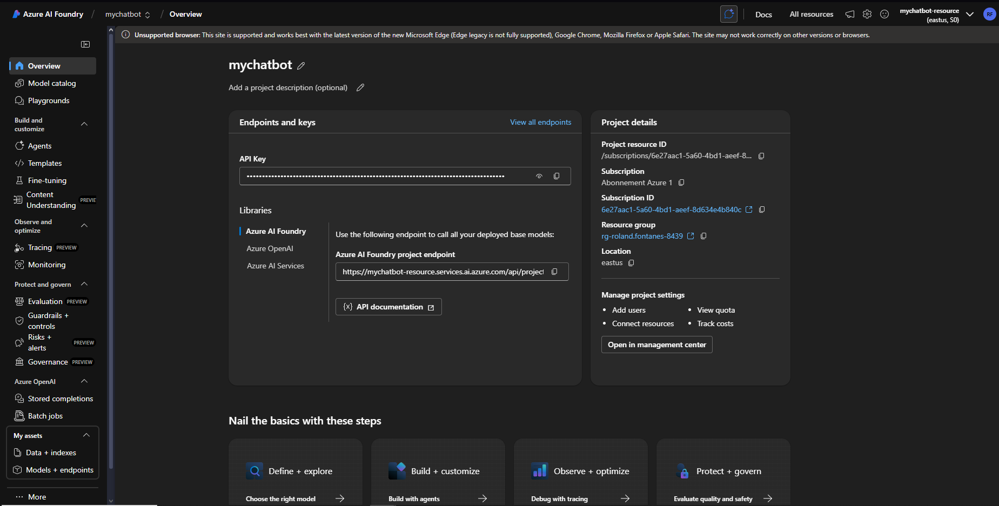 Azure AI Foundry / mychatbot / Overview
Docs
All resources
mychatbot-resource
(eastus, S0)
RF
Unsupported browser: This site is supported and works best with the latest version of the new Microsoft Edge (Edge legacy is not fully supported), Google Chrome, Mozilla Firefox or Apple Safari. The site may not work correctly on other versions or browsers.
Overview
Model catalog
Playgrounds
Build and
customize
Agents
Templates
Fine-tuning
Content
Understanding PREVIE
Observe and
optimize
Tracing PREVIEW
Monitoring
Protect and govern
Evaluation PREVIEW
Guardrails +
controls
Risks +
alerts PREVIEW
Governance PREVIEW
Azure OpenAI
Stored completions
Batch jobs
My assets
Data + indexes
Models + endpoints
More
mychatbot
Add a project description (optional)
Endpoints and keys
View all endpoints
API Key
Libraries
Azure AI Foundry
Azure OpenAI
Azure AI Services
Use the following endpoint to call all your deployed base models:
Azure AI Foundry project endpoint
https://mychatbot-resource.services.ai.azure.com/api/project
API documentation
Project details
Project resource ID
/subscriptions/6e27aac1-5a60-4bd1-aeef-8...
Subscription
Abonnement Azure 1
Subscription ID
6e27aac1-5a60-4bd1-aeef-8d634e4b840c
Resource group
rg-roland.fontanes-8439
Location
eastus
Manage project settings
• Add users
• View quota
• Connect resources
• Track costs
Open in management center
Nail the basics with these steps
Define + explore
Choose the right model
Build + customize
Build with agents
Observe + optimize
Debug with tracing
Protect + govern
Evaluate quality and safety